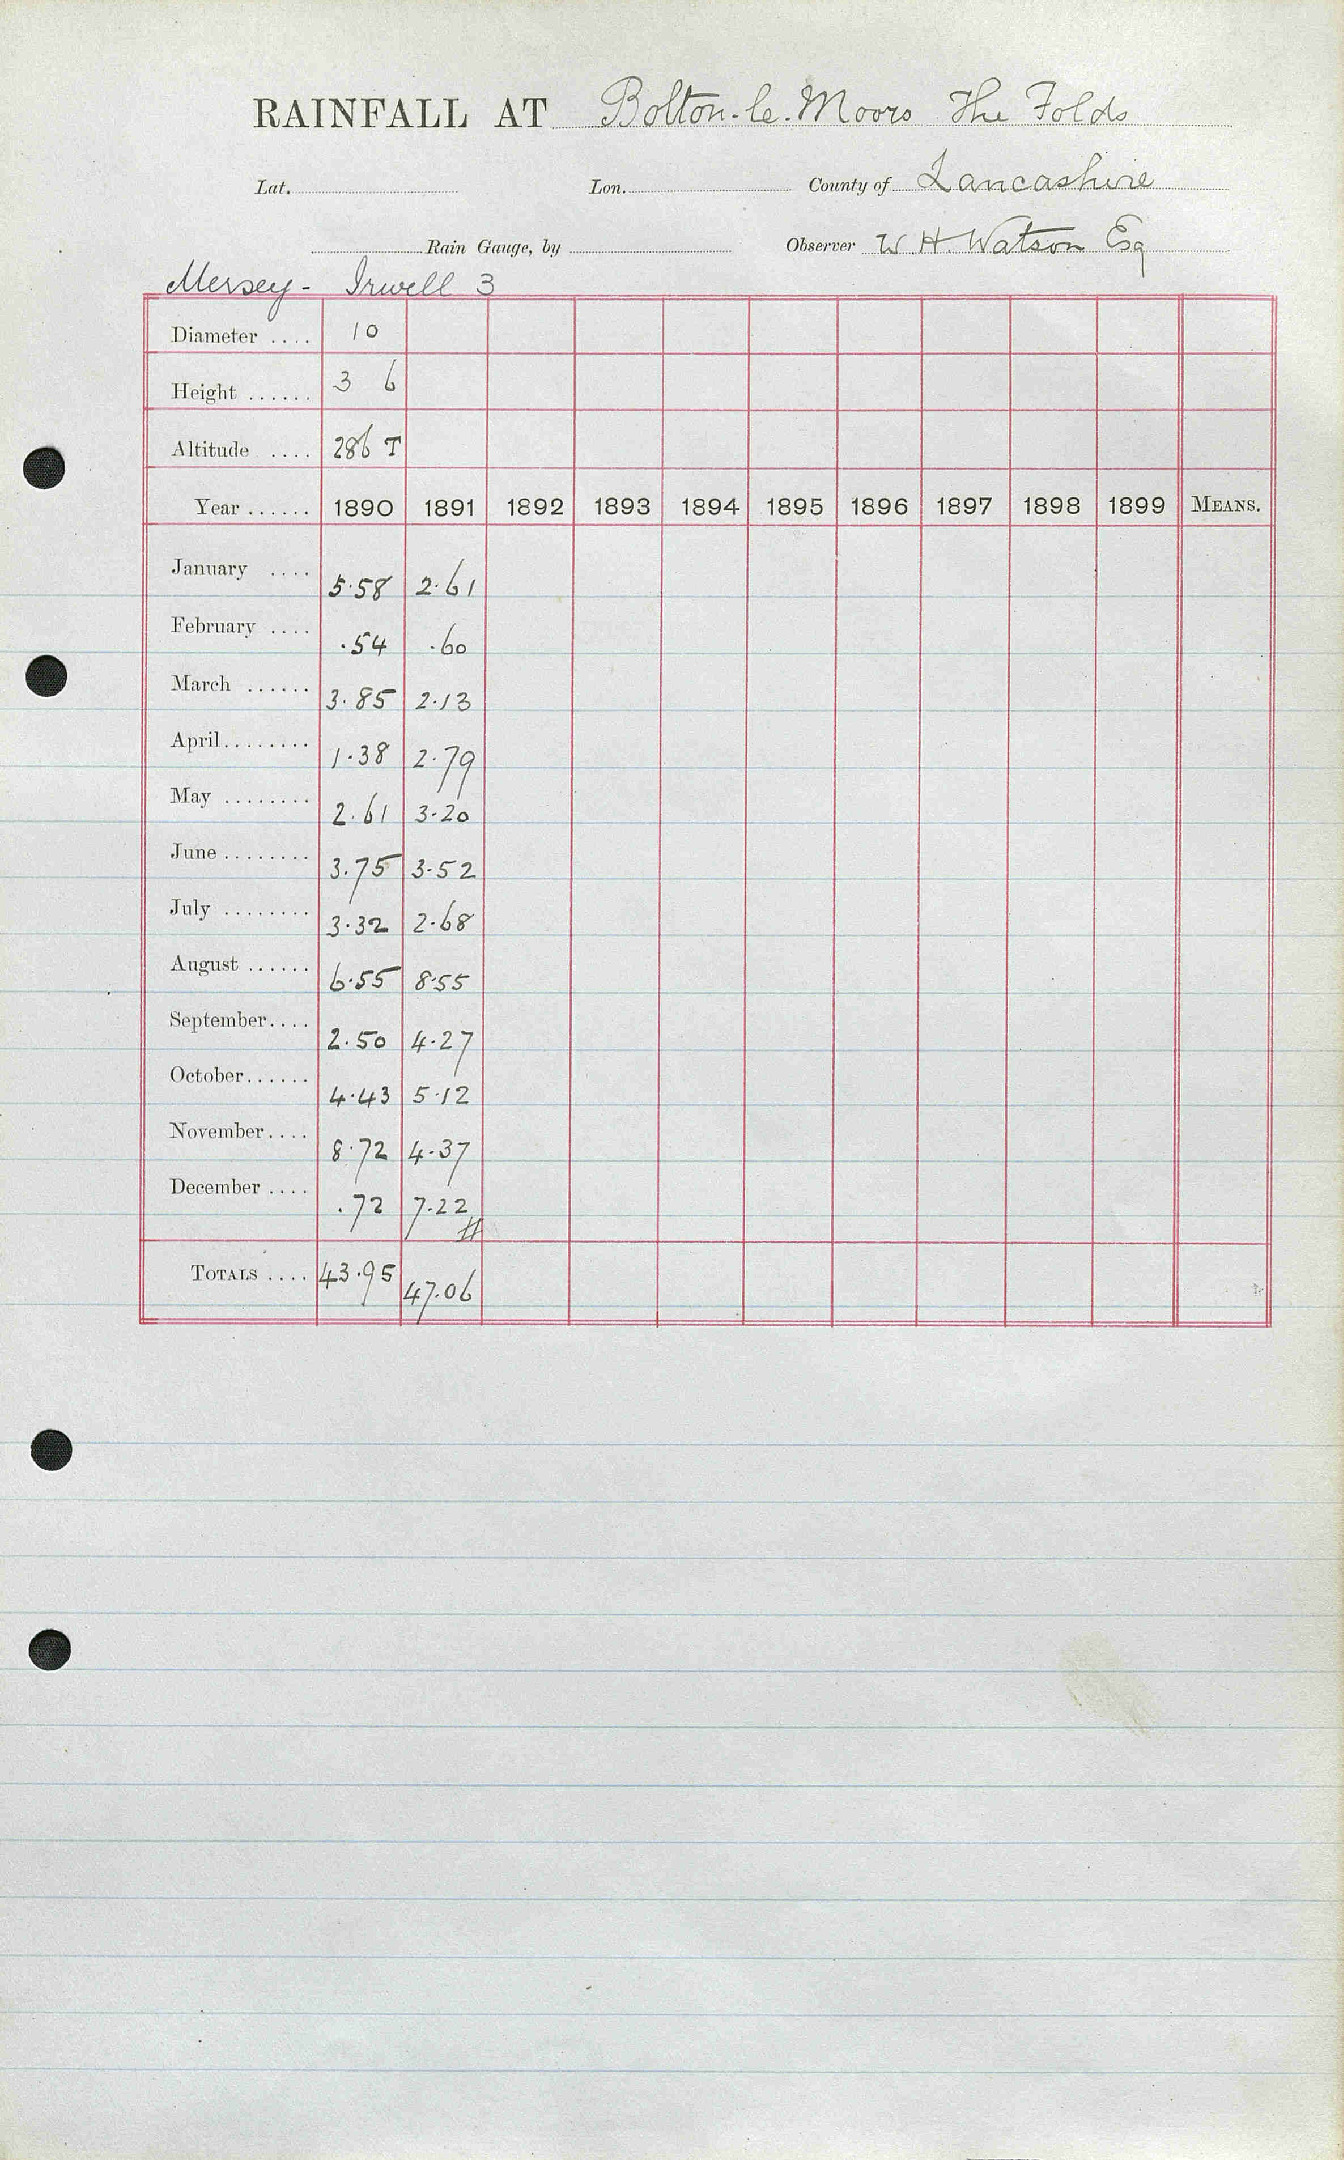 RAINFALL AT Bolton-le-Moors The Folds
Lat. Lon. County of Lancashire
Rain Gauge, by Observer W. H. Watson Esq
Mersey - Irwell 3
Diameter .... 10
Height ...... 3 6
Altitude .... 286 T
Year ...... 1890 1891 1892 1893 1894 1895 1896 1897 1898 1899 MEANS.
January .... 5.58 2.61
February .... .54 .60
March ...... 3.85 2.13
April........ 1.38 2.79
May ........ 2.61 3.20
June ........ 3.75 3.52
July ........ 3.32 2.68
August ...... 6.55 8.55
September.... 2.50 4.27
October...... 4.43 5.12
November.... 8.72 4.37
December .... .72 7.22
TOTALS .... 43.95 47.06